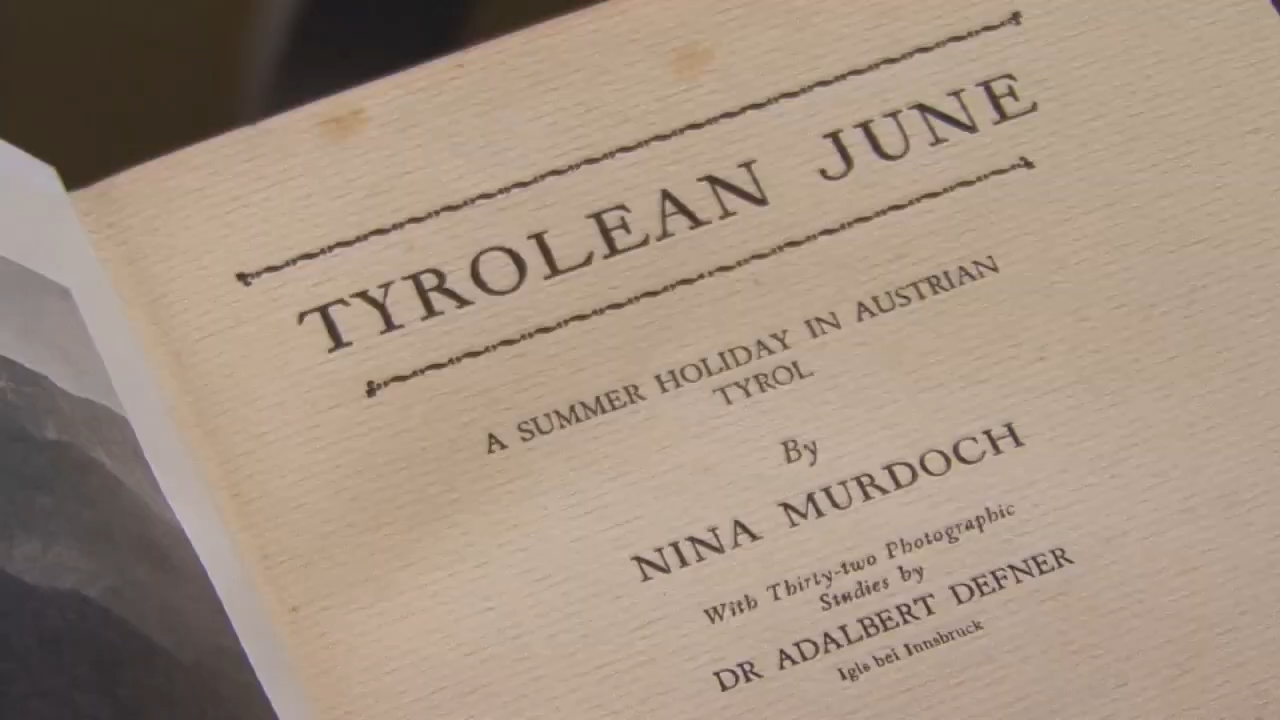 TYROLEAN JUNE
A SUMMER HOLIDAY IN AUSTRIAN
TYROL
By
NINA MURDOCH
With Thirty-two Photographic
Studies by
DR ADALBERT DEFNER
Igls bei Innsbruck